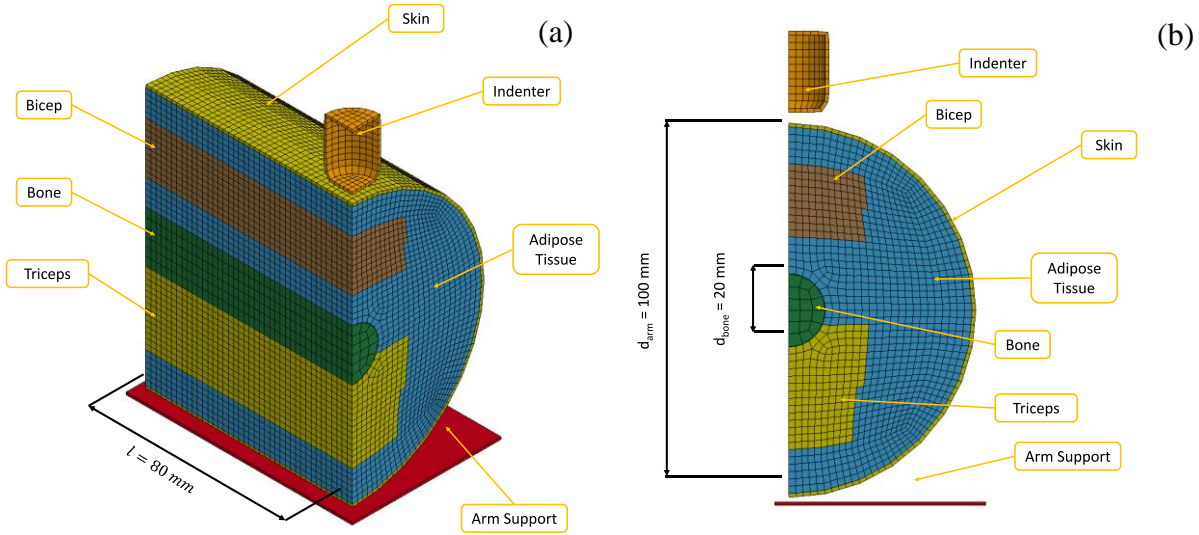 (a)
Skin
Indenter
Bicep
Bone
Triceps
Adipose
Tissue
l = 80 mm
Arm Support
(b)
Indenter
Bicep
Skin
d_arm = 100 mm
d_bone = 20 mm
Adipose
Tissue
Bone
Triceps
Arm Support